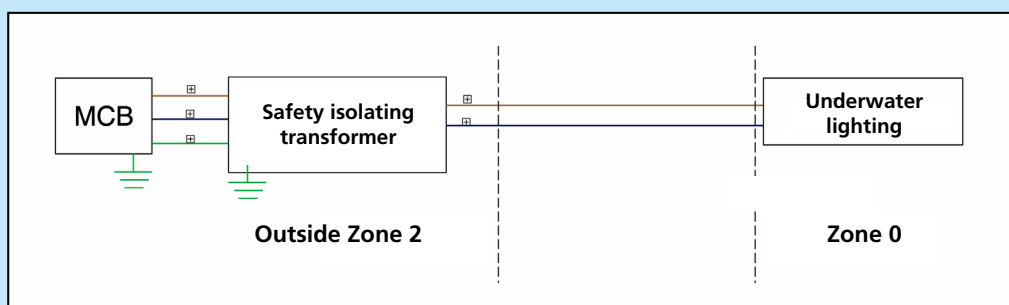 MCB
Safety isolating
transformer
Underwater
lighting
Outside Zone 2
Zone 0